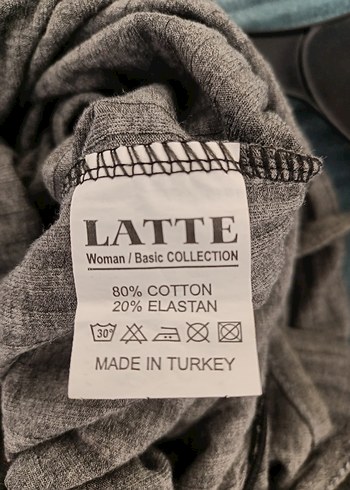 LATTE
Woman / Basic COLLECTION
80% COTTON
20% ELASTAN
30°
MADE IN TURKEY